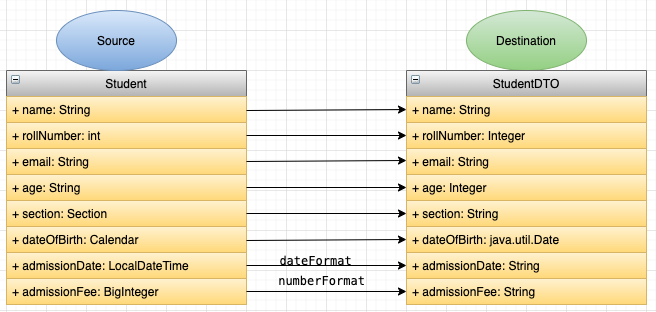 Source
Destination
Student
StudentDTO
+ name: String
+ name: String
+ rollNumber: int
+ rollNumber: Integer
+ email: String
+ email: String
+ age: String
+ age: Integer
+ section: Section
+ section: String
+ dateOfBirth: Calendar
+ dateOfBirth: java.util.Date
+ admissionDate: LocalDateTime
dateFormat
+ admissionDate: String
+ admissionFee: BigInteger
numberFormat
+ admissionFee: String